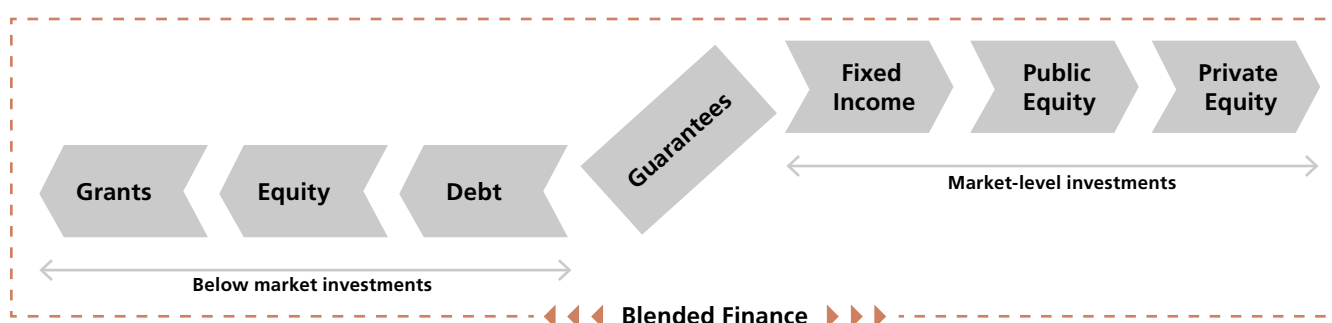 Grants
Equity
Debt
Below market investments
Guarantees
Fixed
Income
Public
Equity
Private
Equity
Market-level investments
Blended Finance